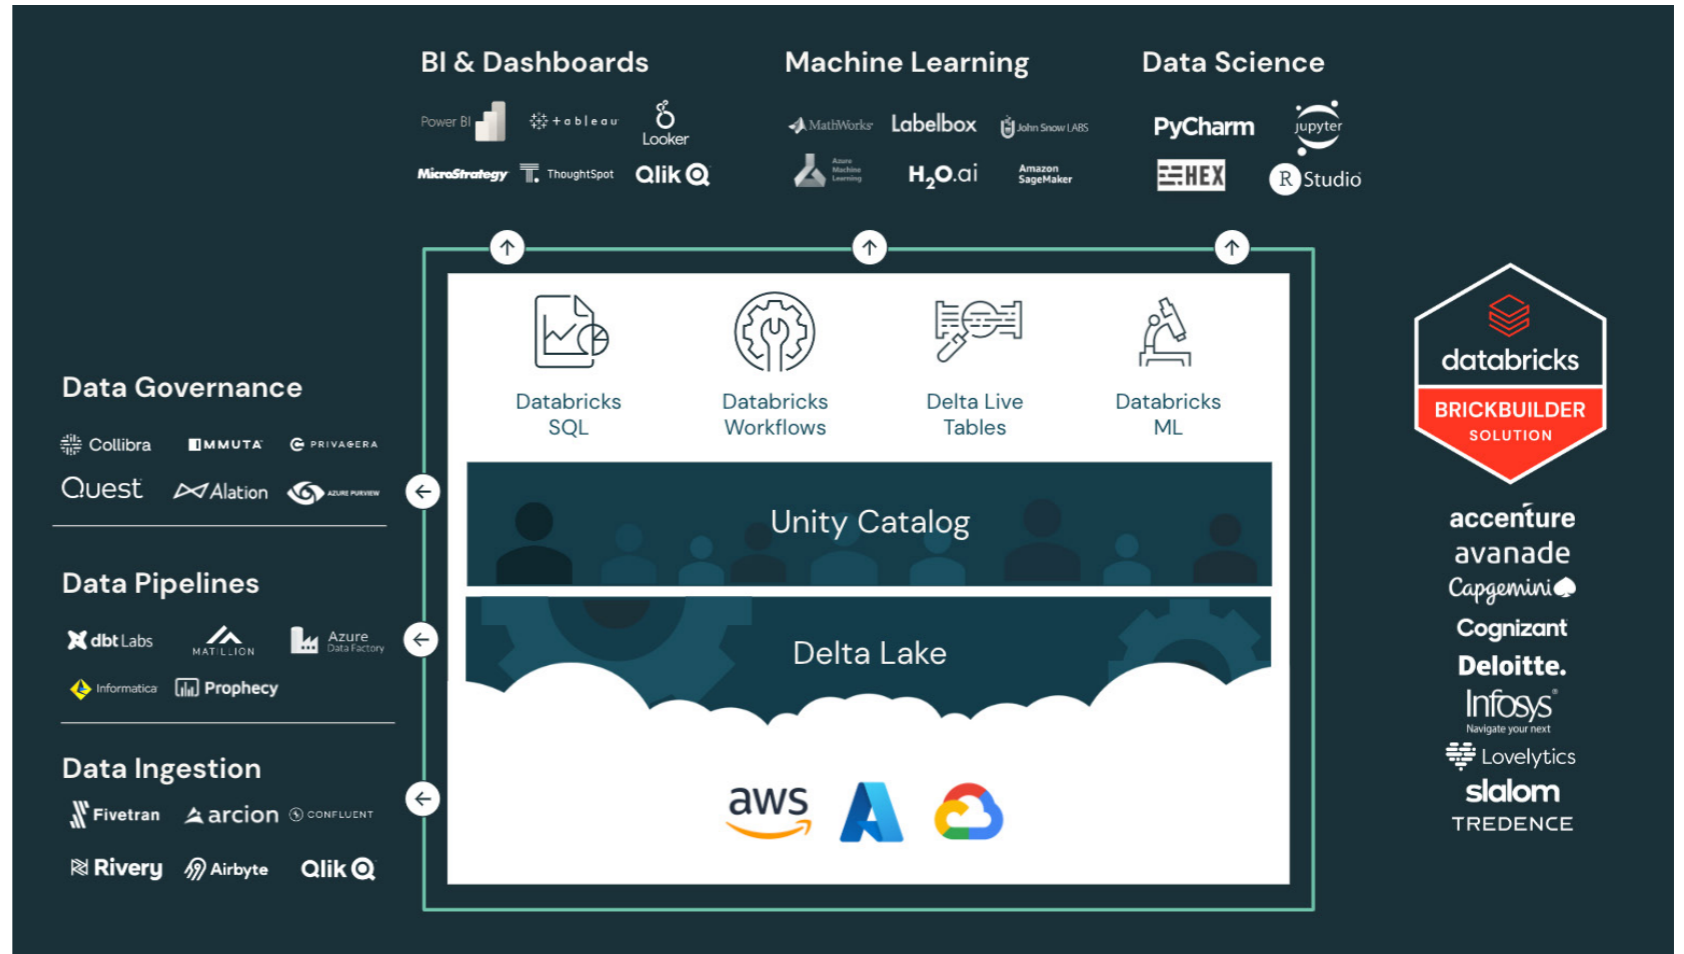 BI & Dashboards
Power BI
+ableau
Looker
MicroStrategy
ThoughtSpot
Qlik
Machine Learning
MathWorks
Labelbox
John Snow LABS
Azure
Machine
Learning
H2O.ai
Amazon
SageMaker
Data Science
PyCharm
jupyter
HEX
R Studio
Data Governance
Collibra
IMMUTA
PRIVACERA
Quest
Alation
AZURE PURVIEW
Data Pipelines
dbt Labs
MATILLION
Azure
Data Factory
Informatica
Prophecy
Data Ingestion
Fivetran
arcion
CONFLUENT
Rivery
Airbyte
Qlik
Databricks
SQL
Databricks
Workflows
Delta Live
Tables
Databricks
ML
Unity Catalog
Delta Lake
aws
databricks
BRICKBUILDER
SOLUTION
accenture
avanade
Capgemini
Cognizant
Deloitte.
Infosys®
Navigate your next
Lovelytics
slalom
TREDENCE